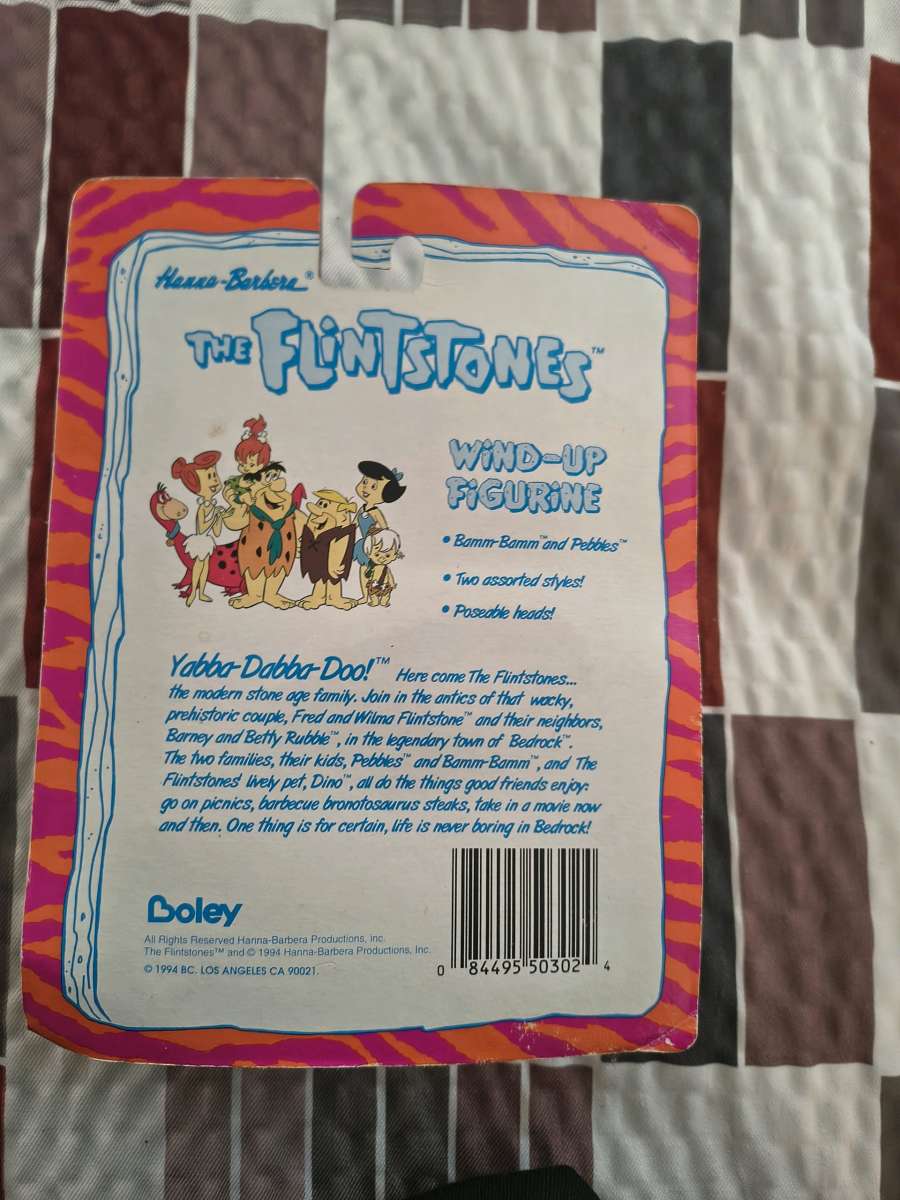 Hanna-Barbera®
THE FLINTSTONES™
WIND-UP
FIGURINE
• Bamm-Bamm™ and Pebbles™
• Two assorted styles!
• Poseable heads!
Yabba-Dabba-Doo!™ Here come The Flintstones...
the modern stone age family. Join in the antics of that wacky,
prehistoric couple, Fred and Wilma Flintstone™ and their neighbors,
Barney and Betty Rubble™, in the legendary town of Bedrock™.
The two families, their kids, Pebbles™ and Bamm-Bamm™, and The
Flintstones' lively pet, Dino™, all do the things good friends enjoy:
go on picnics, barbecue bronotosaurus steaks, take in a movie now
and then. One thing is for certain, life is never boring in Bedrock!
Boley
All Rights Reserved Hanna-Barbera Productions, Inc.
The Flintstones™ and © 1994 Hanna-Barbera Productions, Inc.
© 1994 BC. LOS ANGELES CA 90021.
0 84495 50302 4